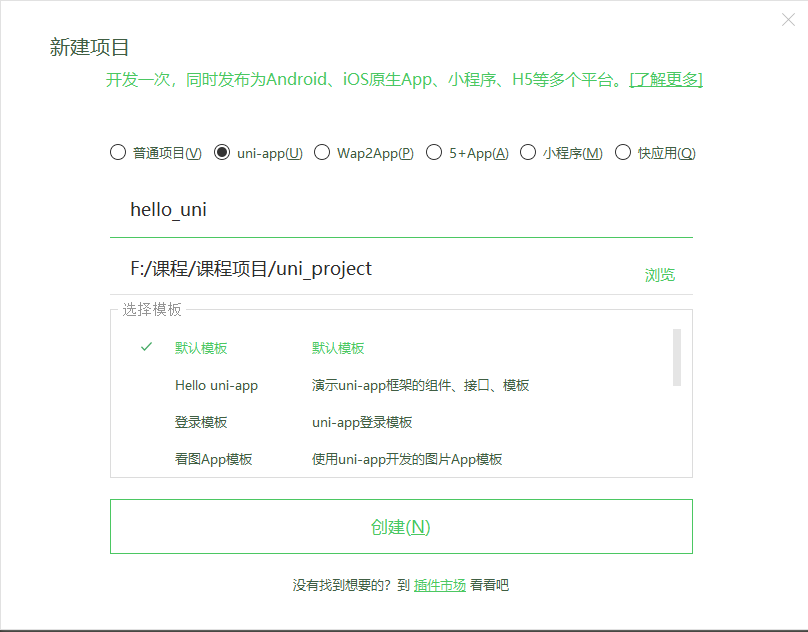 新建项目
开发一次，同时发布为Android、iOS原生App、小程序、H5等多个平台。[了解更多]
普通项目(V) uni-app(U) Wap2App(P) 5+App(A) 小程序(M) 快应用(Q)
hello_uni
F:/课程/课程项目/uni_project 浏览
选择模板
默认模板 默认模板
Hello uni-app 演示uni-app框架的组件、接口、模板
登录模板 uni-app登录模板
看图App模板 使用uni-app开发的图片App模板
创建(N)
没有找到想要的？到 插件市场 看看吧